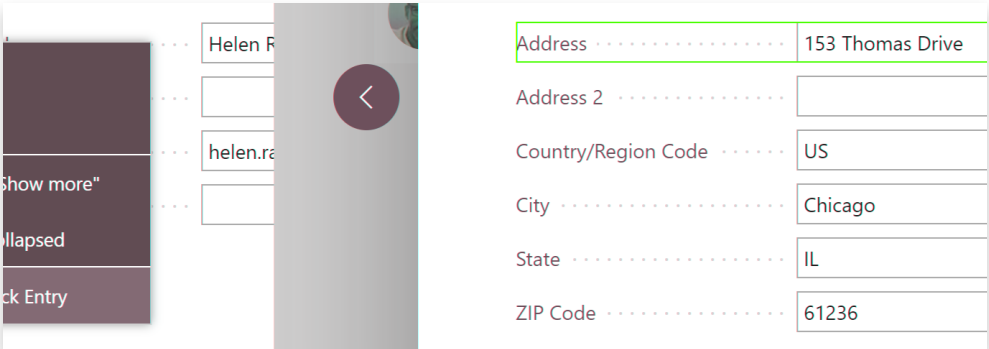 Helen R
helen.ra
Show more"
ollapsed
ck Entry
Address 153 Thomas Drive
Address 2
Country/Region Code US
City Chicago
State IL
ZIP Code 61236